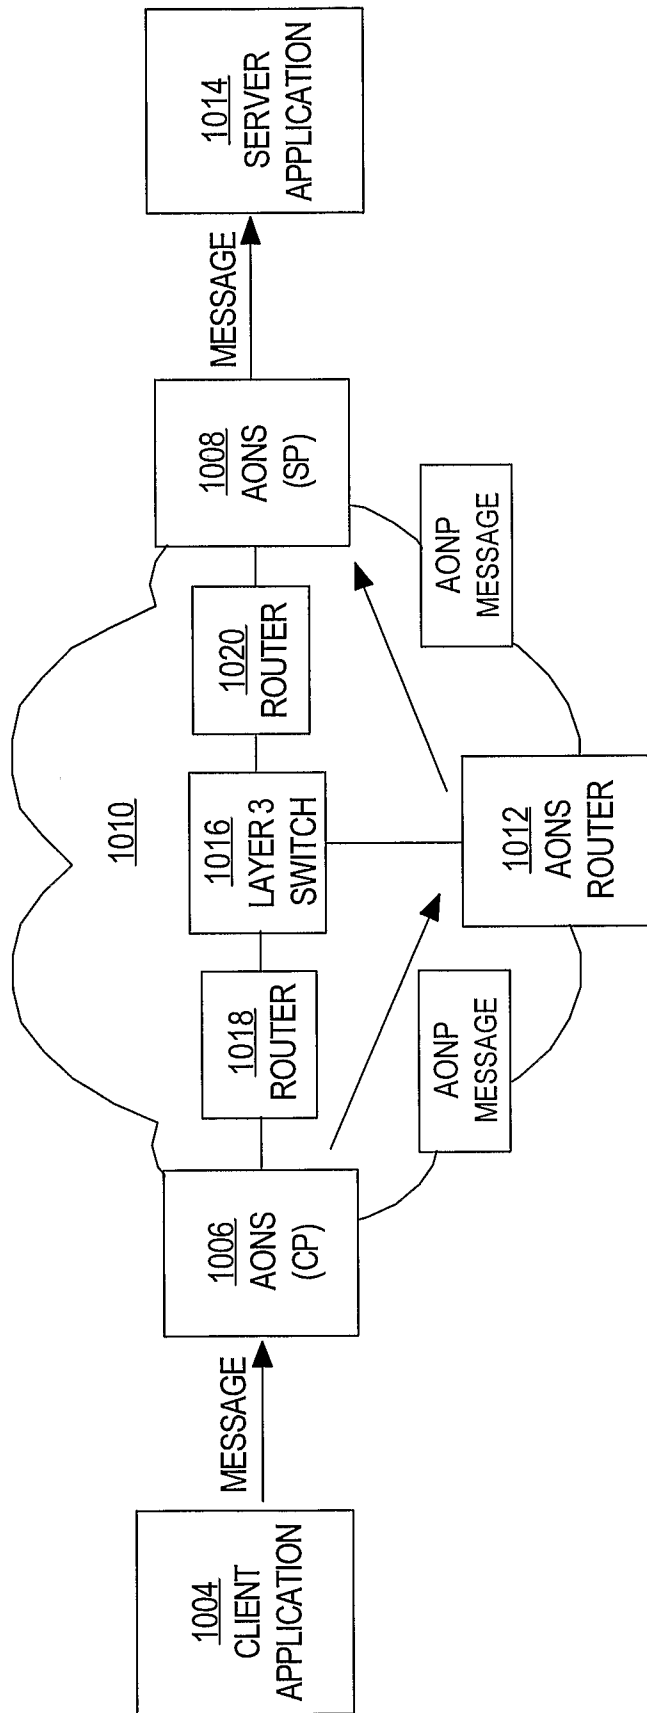 1004
CLIENT
APPLICATION
MESSAGE
1006
AONS
(CP)
1018
ROUTER
1010
1016
LAYER 3
SWITCH
1020
ROUTER
1008
AONS
(SP)
MESSAGE
1014
SERVER
APPLICATION
AONP
MESSAGE
1012
AONS
ROUTER
AONP
MESSAGE